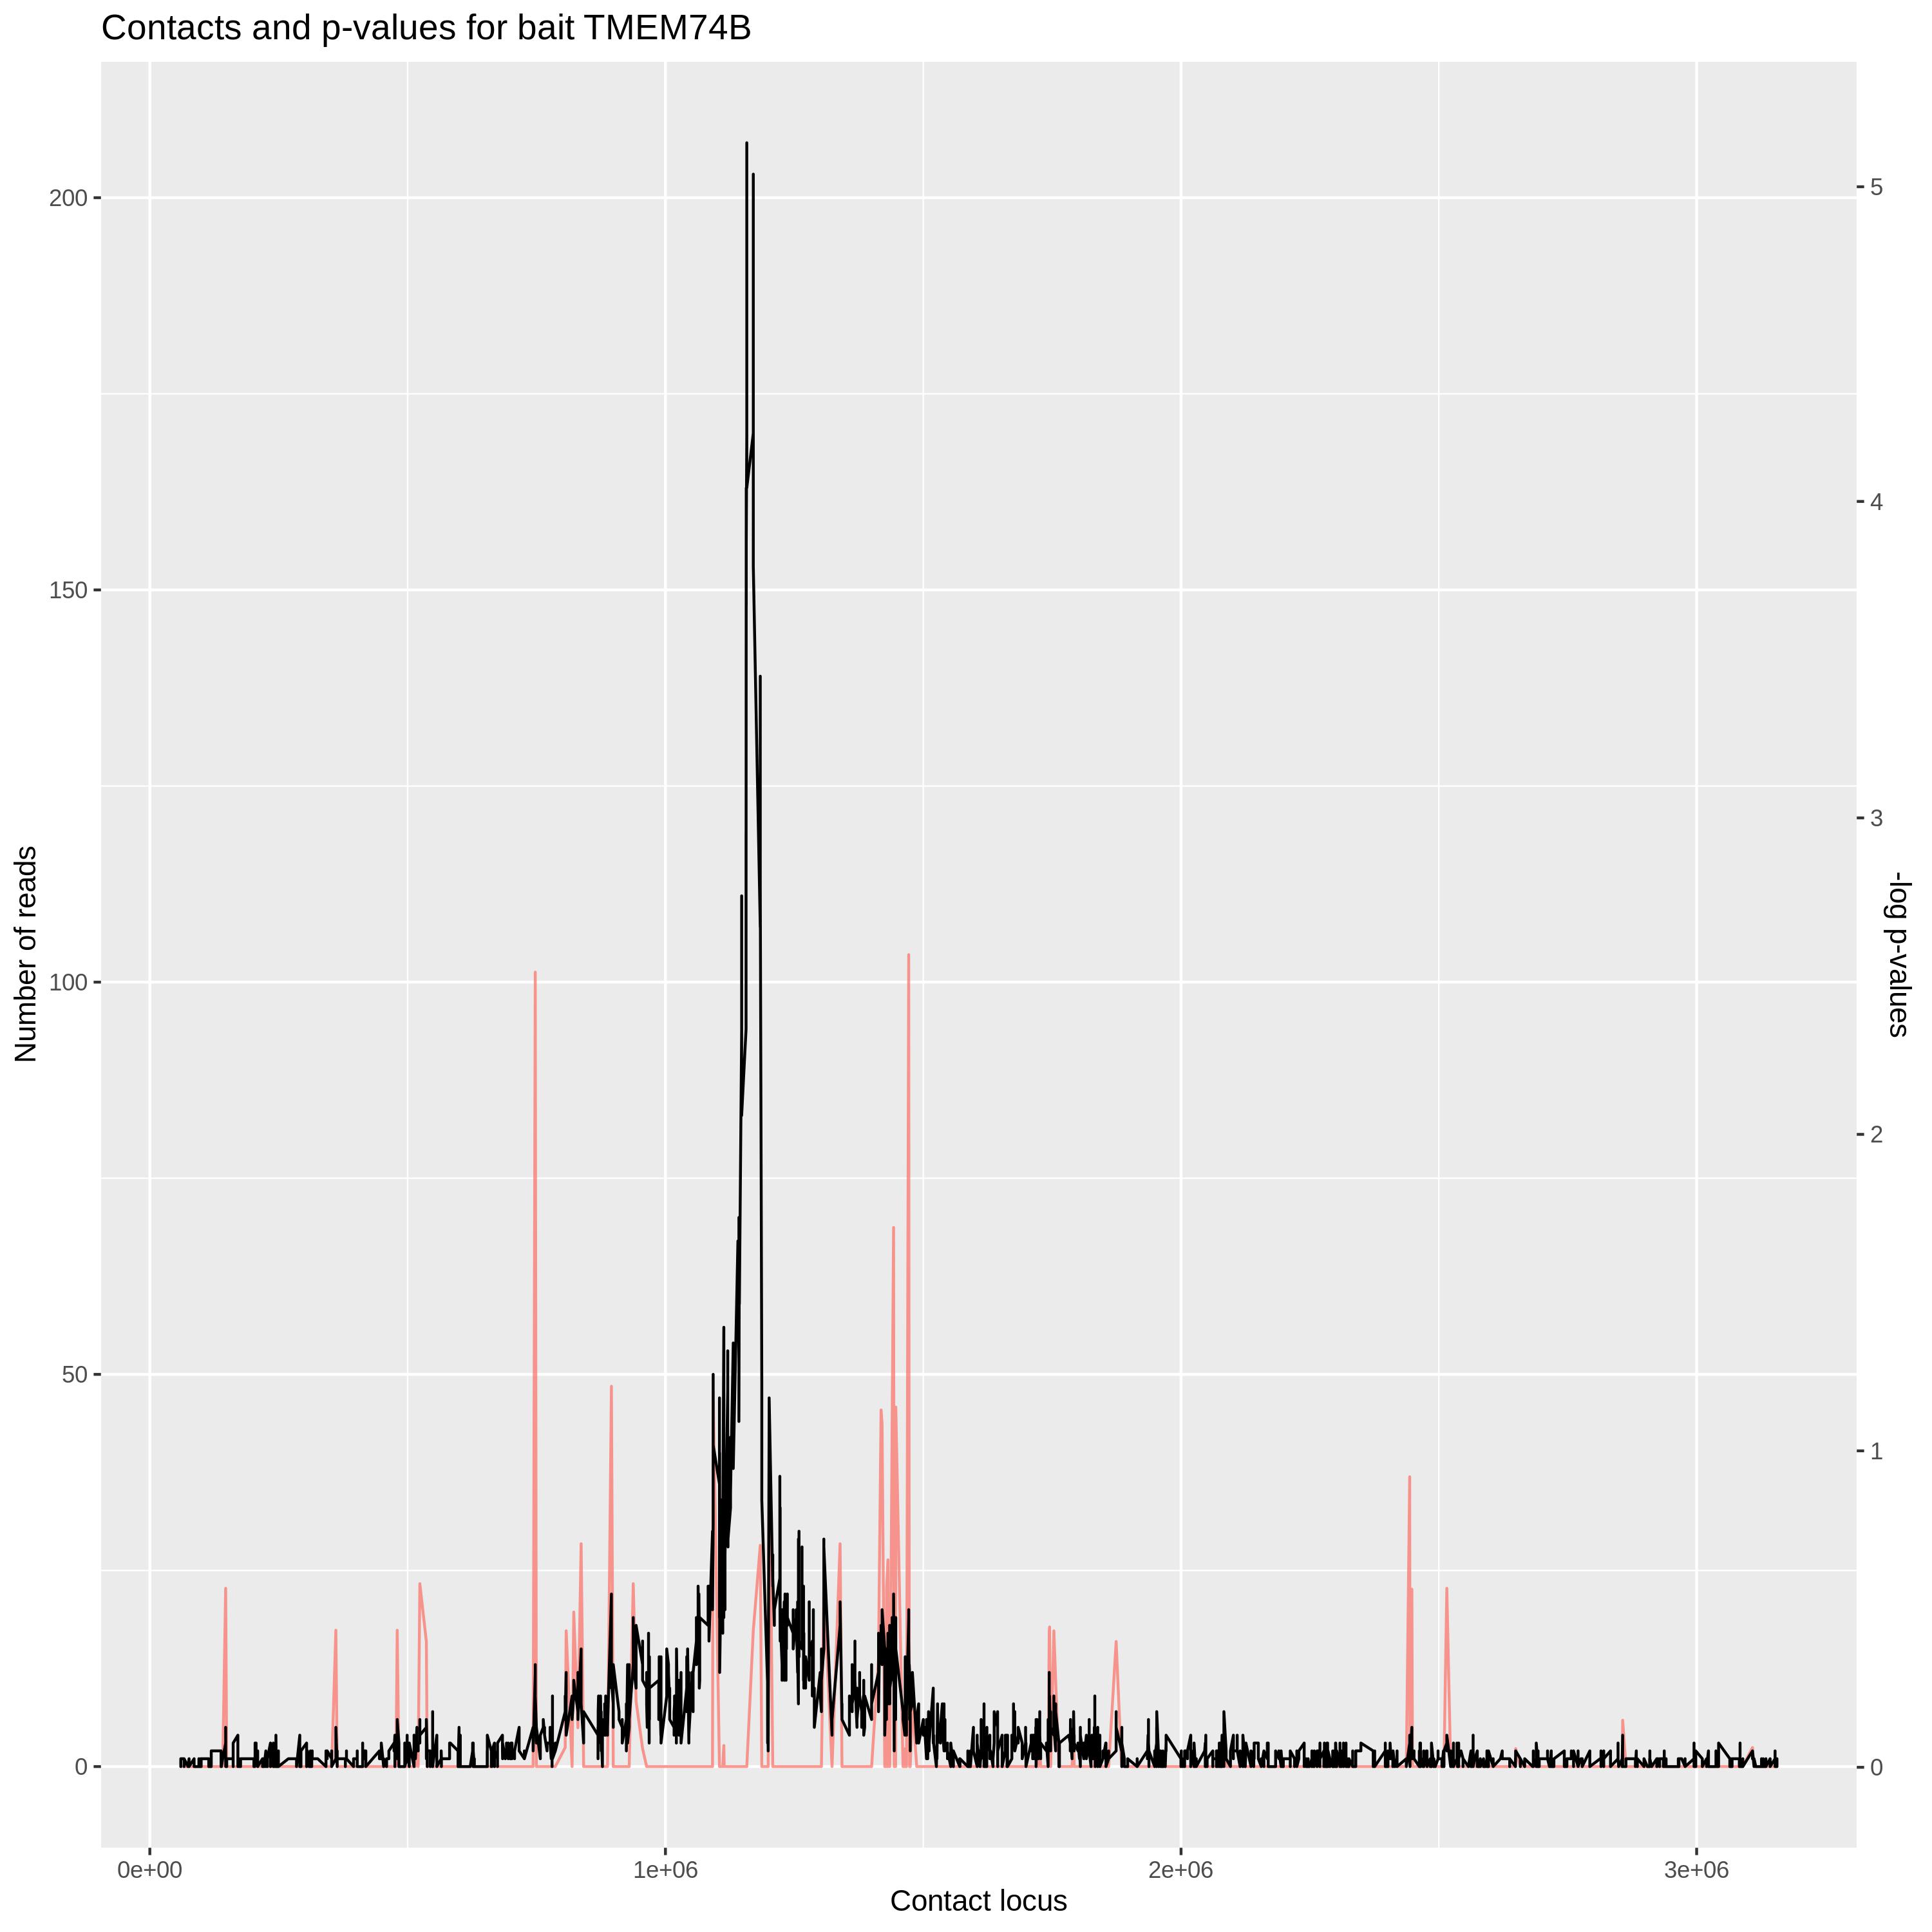 Contacts and p-values for bait TMEM74B
Number of reads
200
150
100
50
0
5
4
3
2
1
0
-log p-values
0e+00
1e+06
2e+06
3e+06
Contact locus